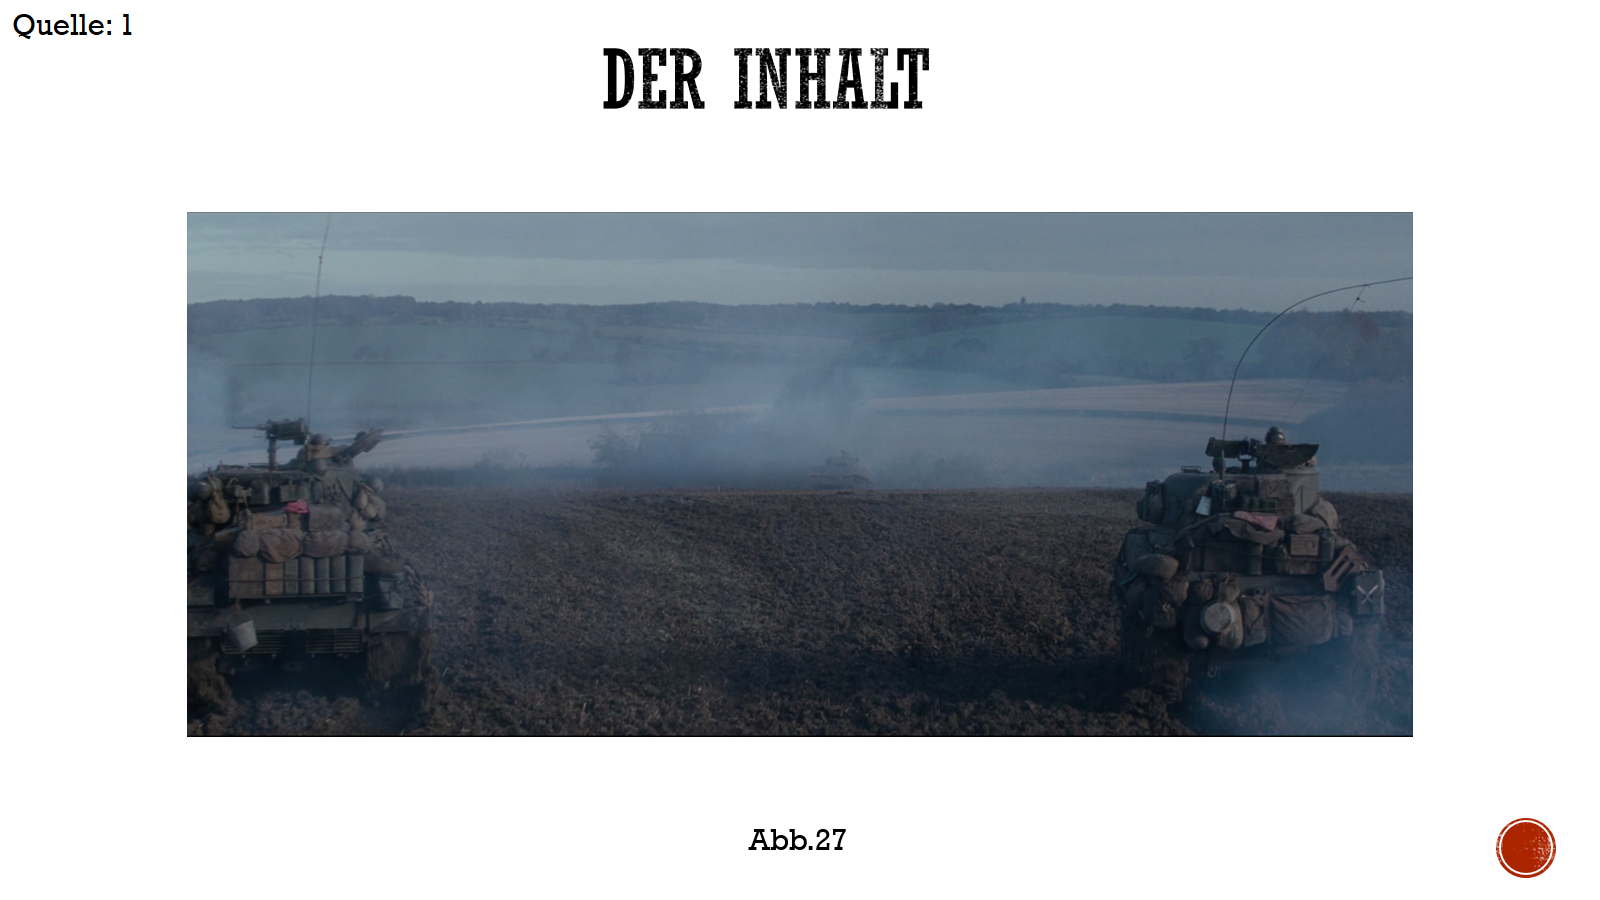 Quelle: 1
DER INHALT
Abb.27